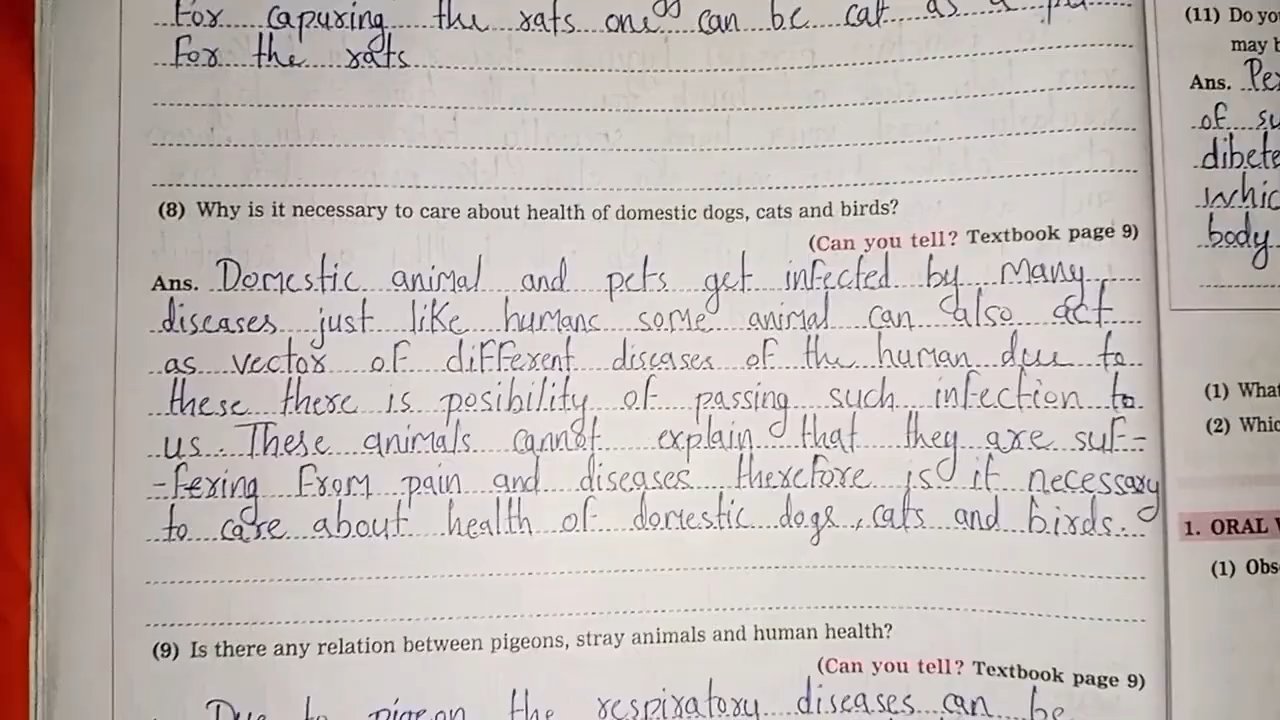 For capuring the rats one can be cat as a
For the rats
(8) Why is it necessary to care about health of domestic dogs, cats and birds?
(Can you tell? Textbook page 9)
Ans. Domestic animal and pets get infected by many
diseases just like humans some animal can also act
as vector of different diseases of the human due to
these there is posibility of passing such infection to
us. These animals cannot explain that they are suf-
-fering from pain and diseases therefore is it necessary
to care about health of domestic dogs, cats and birds.
(9) Is there any relation between pigeons, stray animals and human health?
(Can you tell? Textbook page 9)
Due to pigeon the respiratory diseases can be
(11) Do yo
may b
Ans. Pe
of su
dibete
whic
body
(1) What
(2) Whic
1. ORAL
(1) Obs